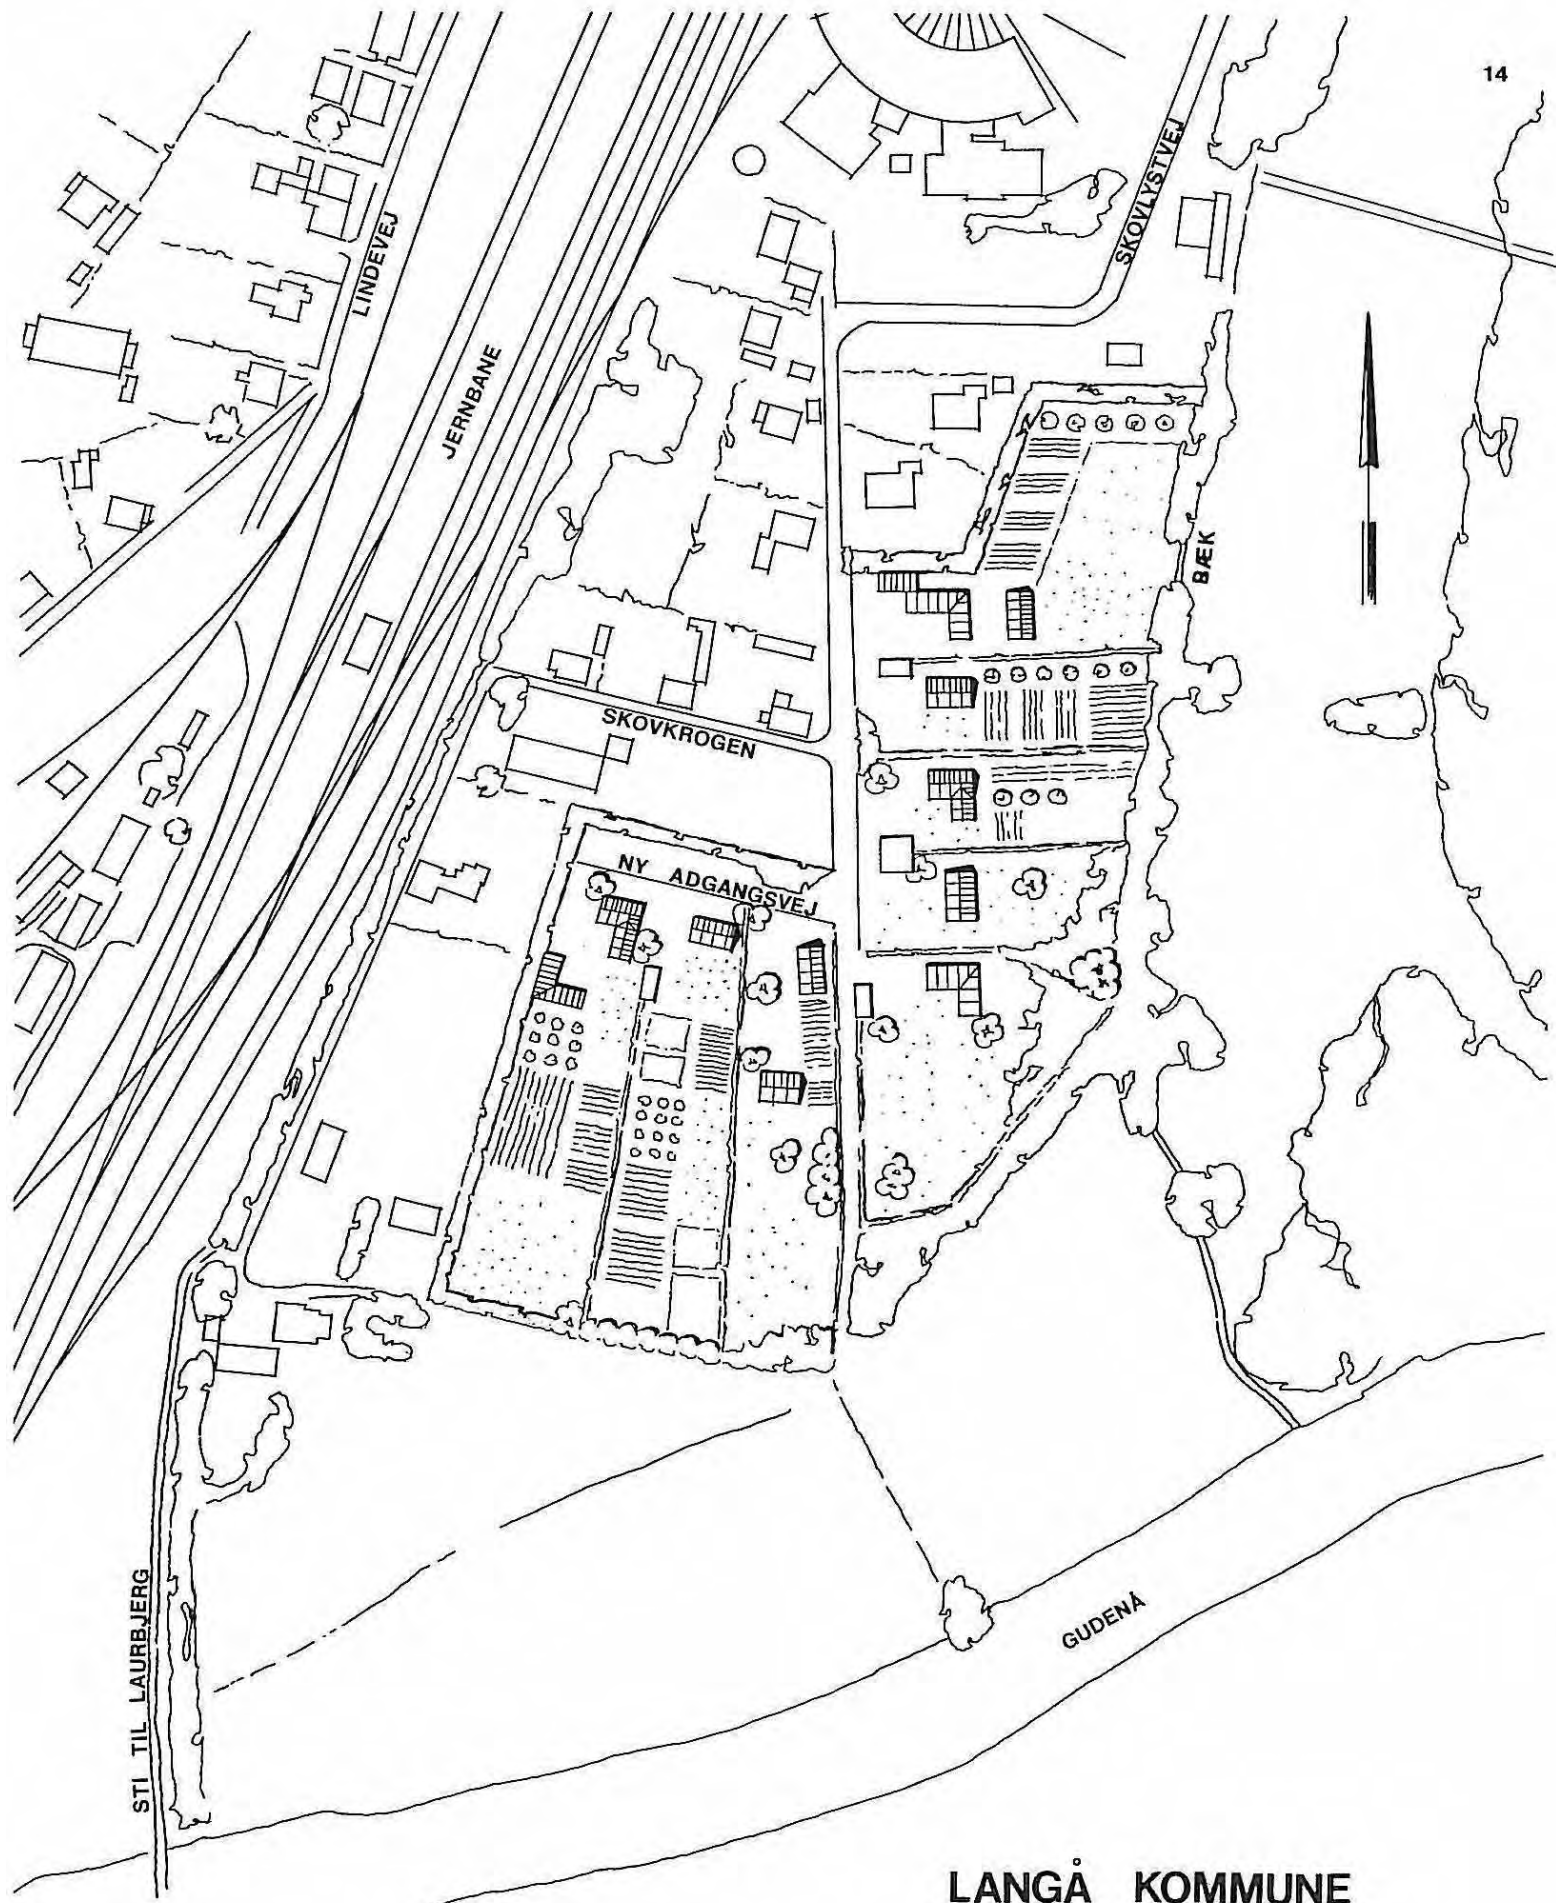 14
SKOVLYSTVEJ
LINDEVEJ
JERNBANE
BÆK
SKOVKROGEN
NY ADGANGSVEJ
STI TIL LAURBJERG
GUDENÅ
LANGÅ KOMMUNE